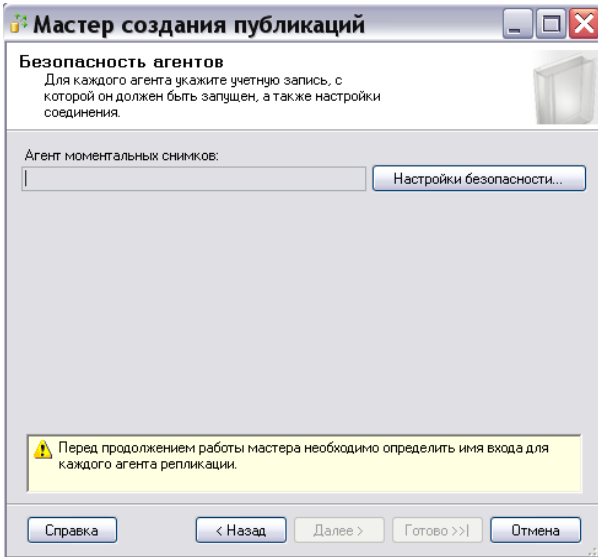 Мастер создания публикаций
Безопасность агентов
Для каждого агента укажите учетную запись, с
которой он должен быть запущен, а также настройки
соединения.
Агент моментальных снимков:
Настройки безопасности...
Перед продолжением работы мастера необходимо определить имя входа для
каждого агента репликации.
Справка
< Назад
Далее >
Готово >>|
Отмена